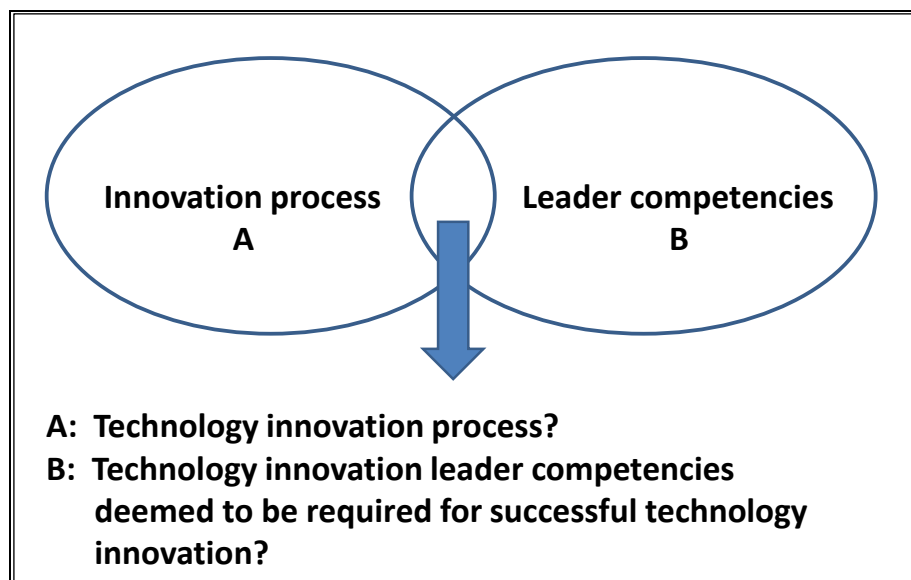 Innovation process
A
Leader competencies
B
A: Technology innovation process?
B: Technology innovation leader competencies
deemed to be required for successful technology
innovation?